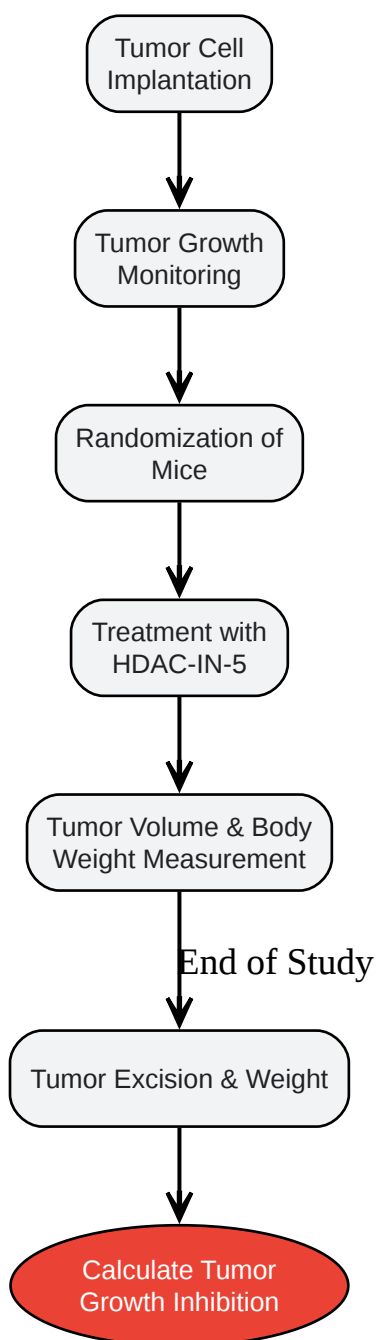 Tumor Cell
Implantation
Tumor Growth
Monitoring
Randomization of
Mice
Treatment with
HDAC-IN-5
Tumor Volume & Body
Weight Measurement
End of Study
Tumor Excision & Weight
Calculate Tumor
Growth Inhibition